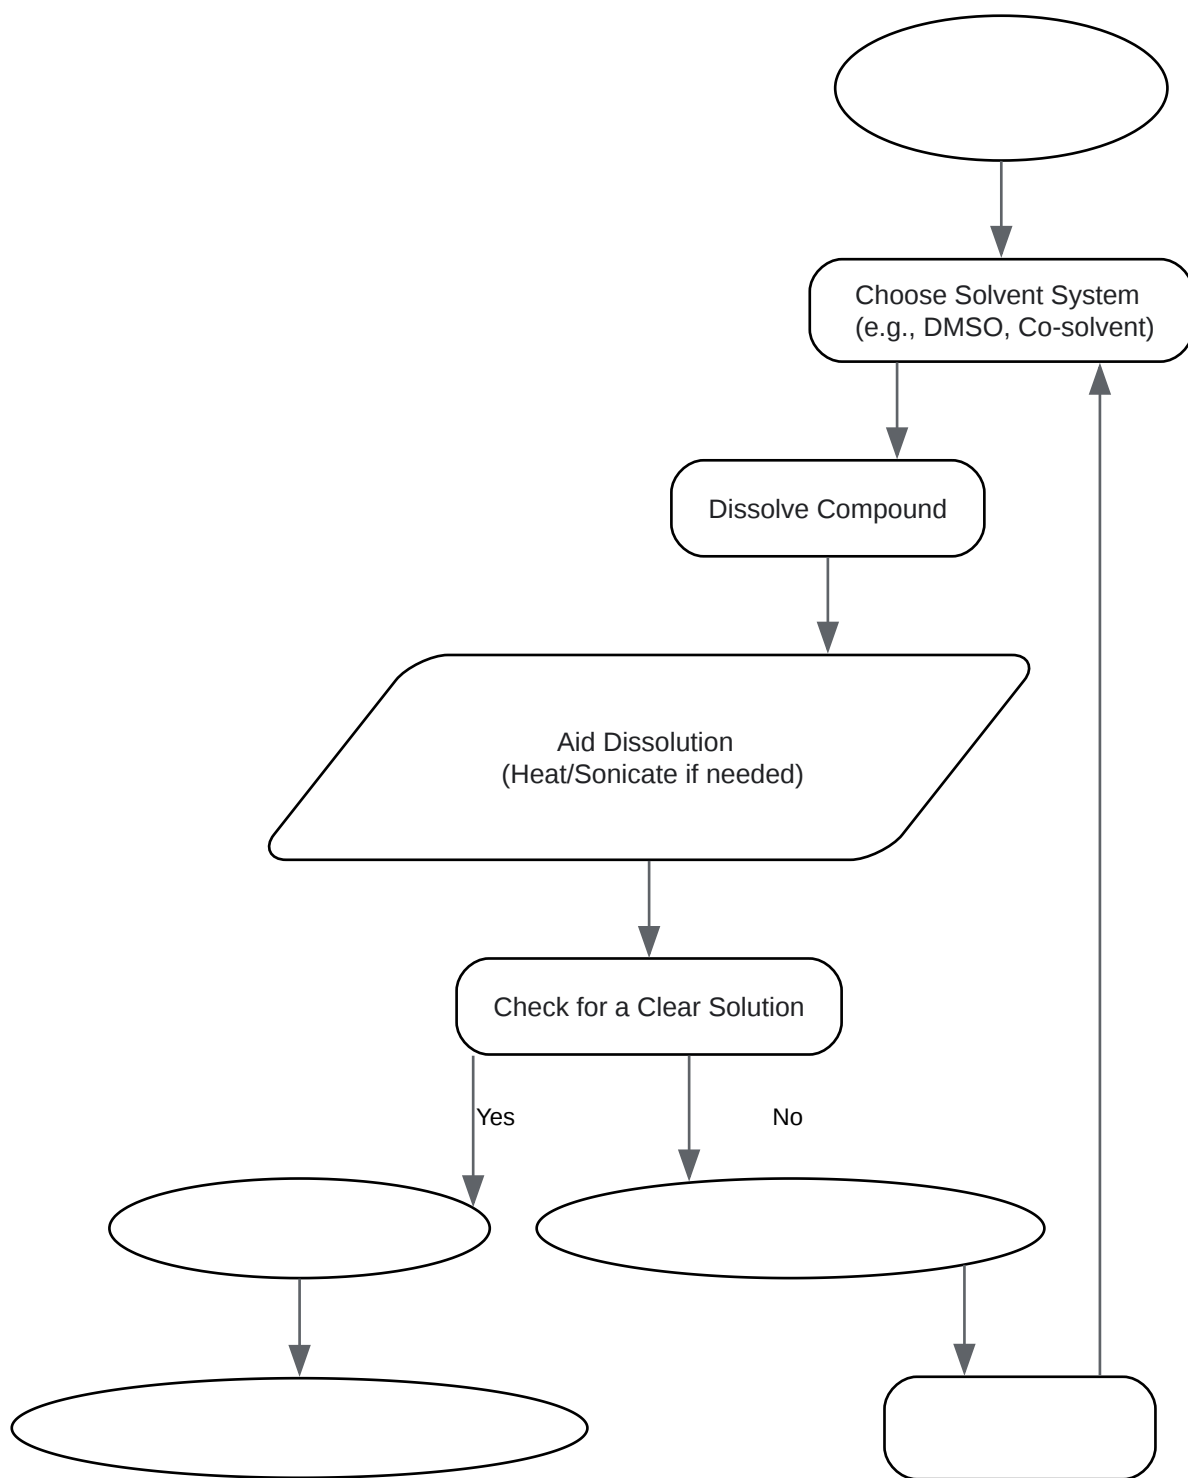 Choose Solvent System
(e.g., DMSO, Co-solvent)
Dissolve Compound
Aid Dissolution
(Heat/Sonicate if needed)
Check for a Clear Solution
Yes
No